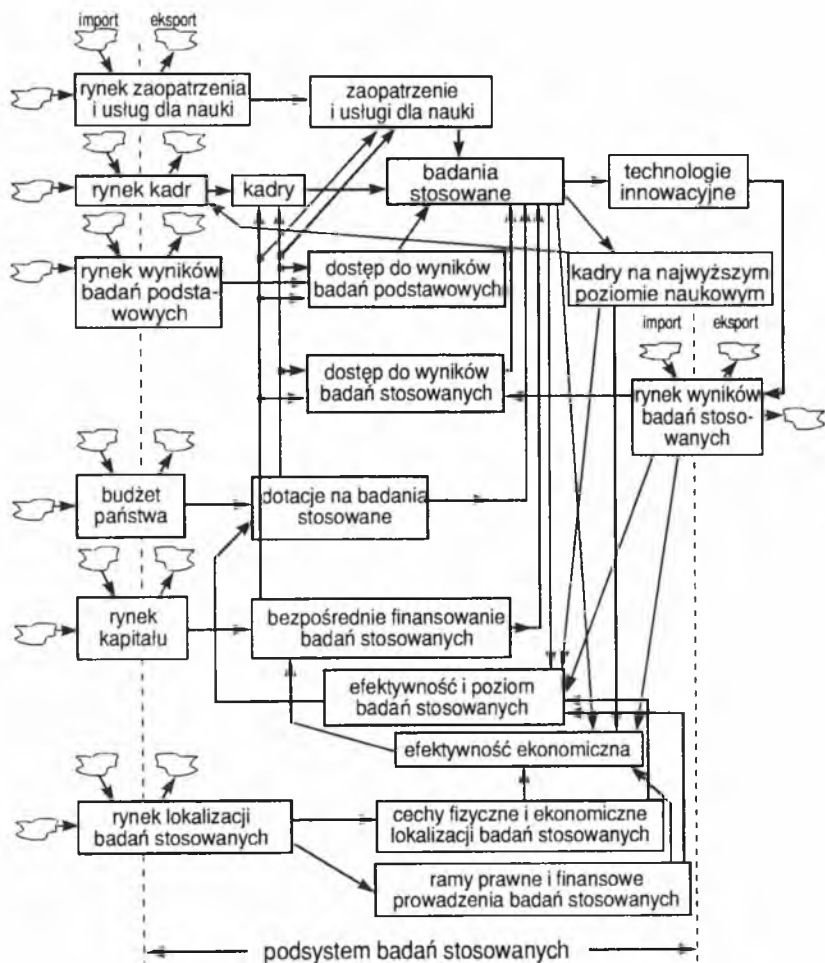 import eksport
rynek zaopatrzenia
i usług dla nauki
zaopatrzenie
i usługi dla nauki
rynek kadr
kadry
badania
stosowane
technologie
innowacyjne
rynek wyników
badań podsta-
wowych
dostęp do wyników
badań podstawowych
kadry na najwyższym
poziomie naukowym
import eksport
dostęp do wyników
badań stosowanych
rynek wyników
badań stoso-
wanych
budżet
państwa
dotacje na badania
stosowane
rynek
kapitału
bezpośrednie finansowanie
badań stosowanych
efektywność i poziom
badań stosowanych
efektywność ekonomiczna
rynek lokalizacji
badań stosowanych
cechy fizyczne i ekonomiczne
lokalizacji badań stosowanych
ramy prawne i finansowe
prowadzenia badań stosowanych
podsystem badań stosowanych